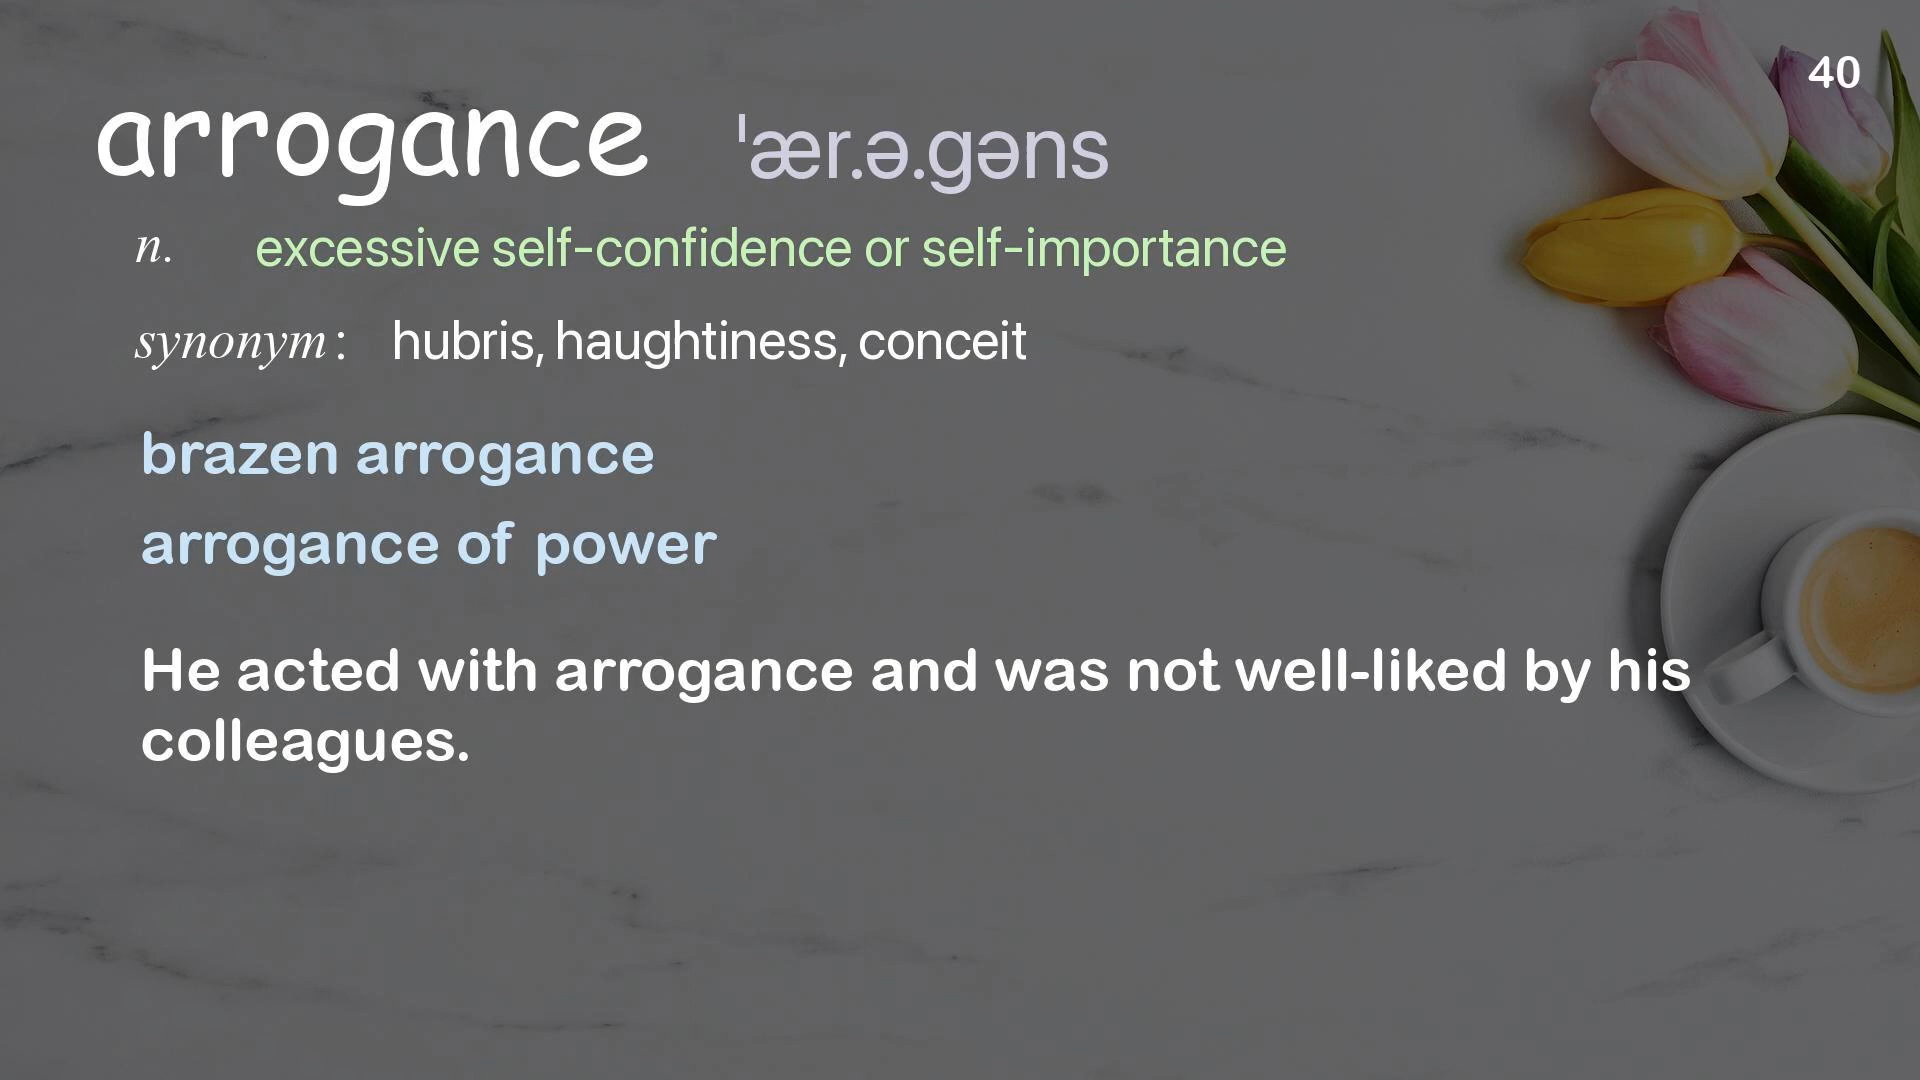 40
arrogance ˈær.ə.gəns
n. excessive self-confidence or self-importance
synonym: hubris, haughtiness, conceit
brazen arrogance
arrogance of power
He acted with arrogance and was not well-liked by his
colleagues.